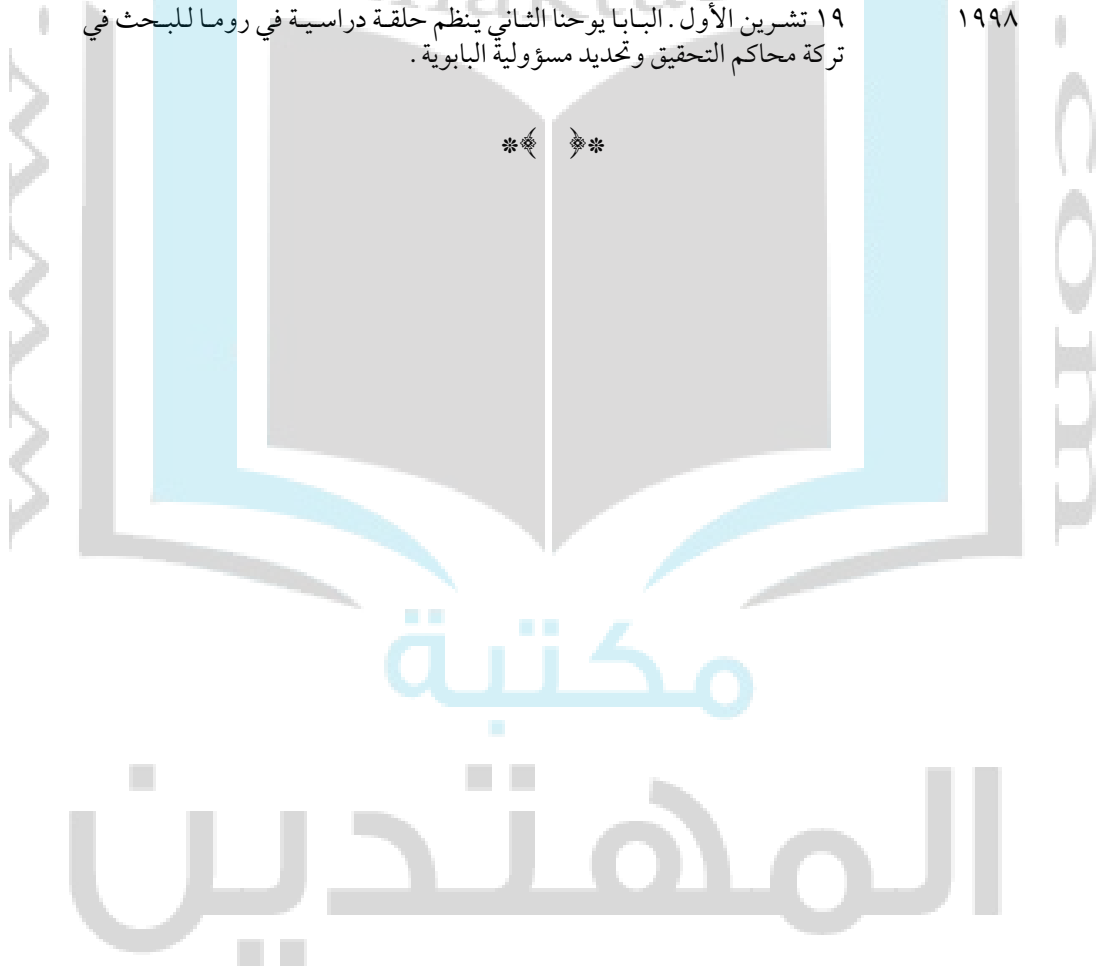 ١٩٩٨ ١٩ تشرين الأول . البابا يوحنا الثاني ينظم حلقة دراسية في روما للبحث في
تركة محاكم التحقيق وتحديد مسؤولية البابوية .
مكتبة
المهتدين